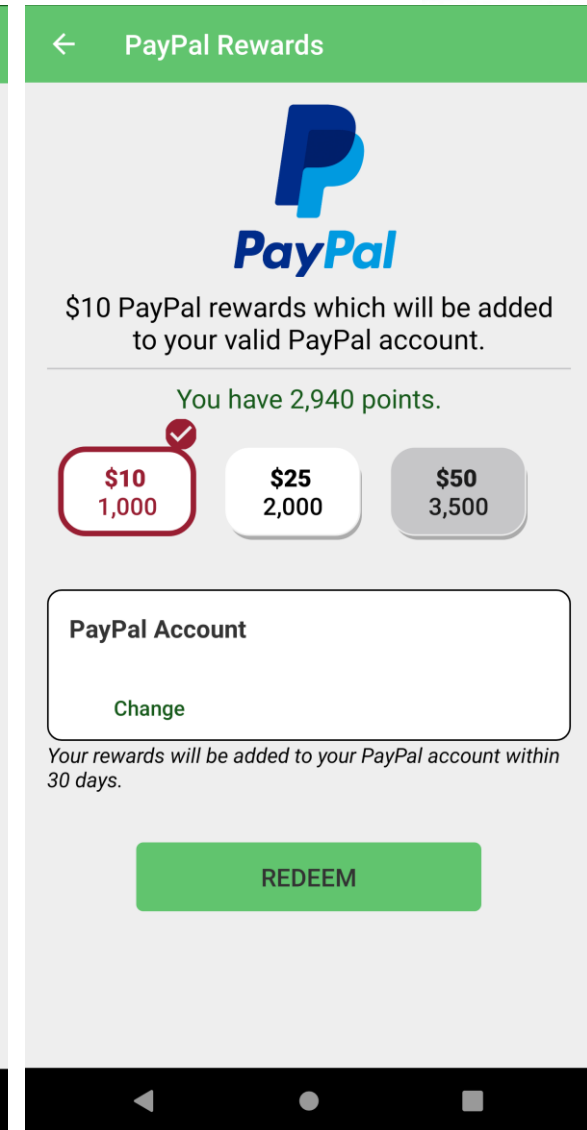 PayPal Rewards
PayPal
$10 PayPal rewards which will be added
to your valid PayPal account.
You have 2,940 points.
$10
1,000
$25
2,000
$50
3,500
PayPal Account
Change
Your rewards will be added to your PayPal account within
30 days.
REDEEM